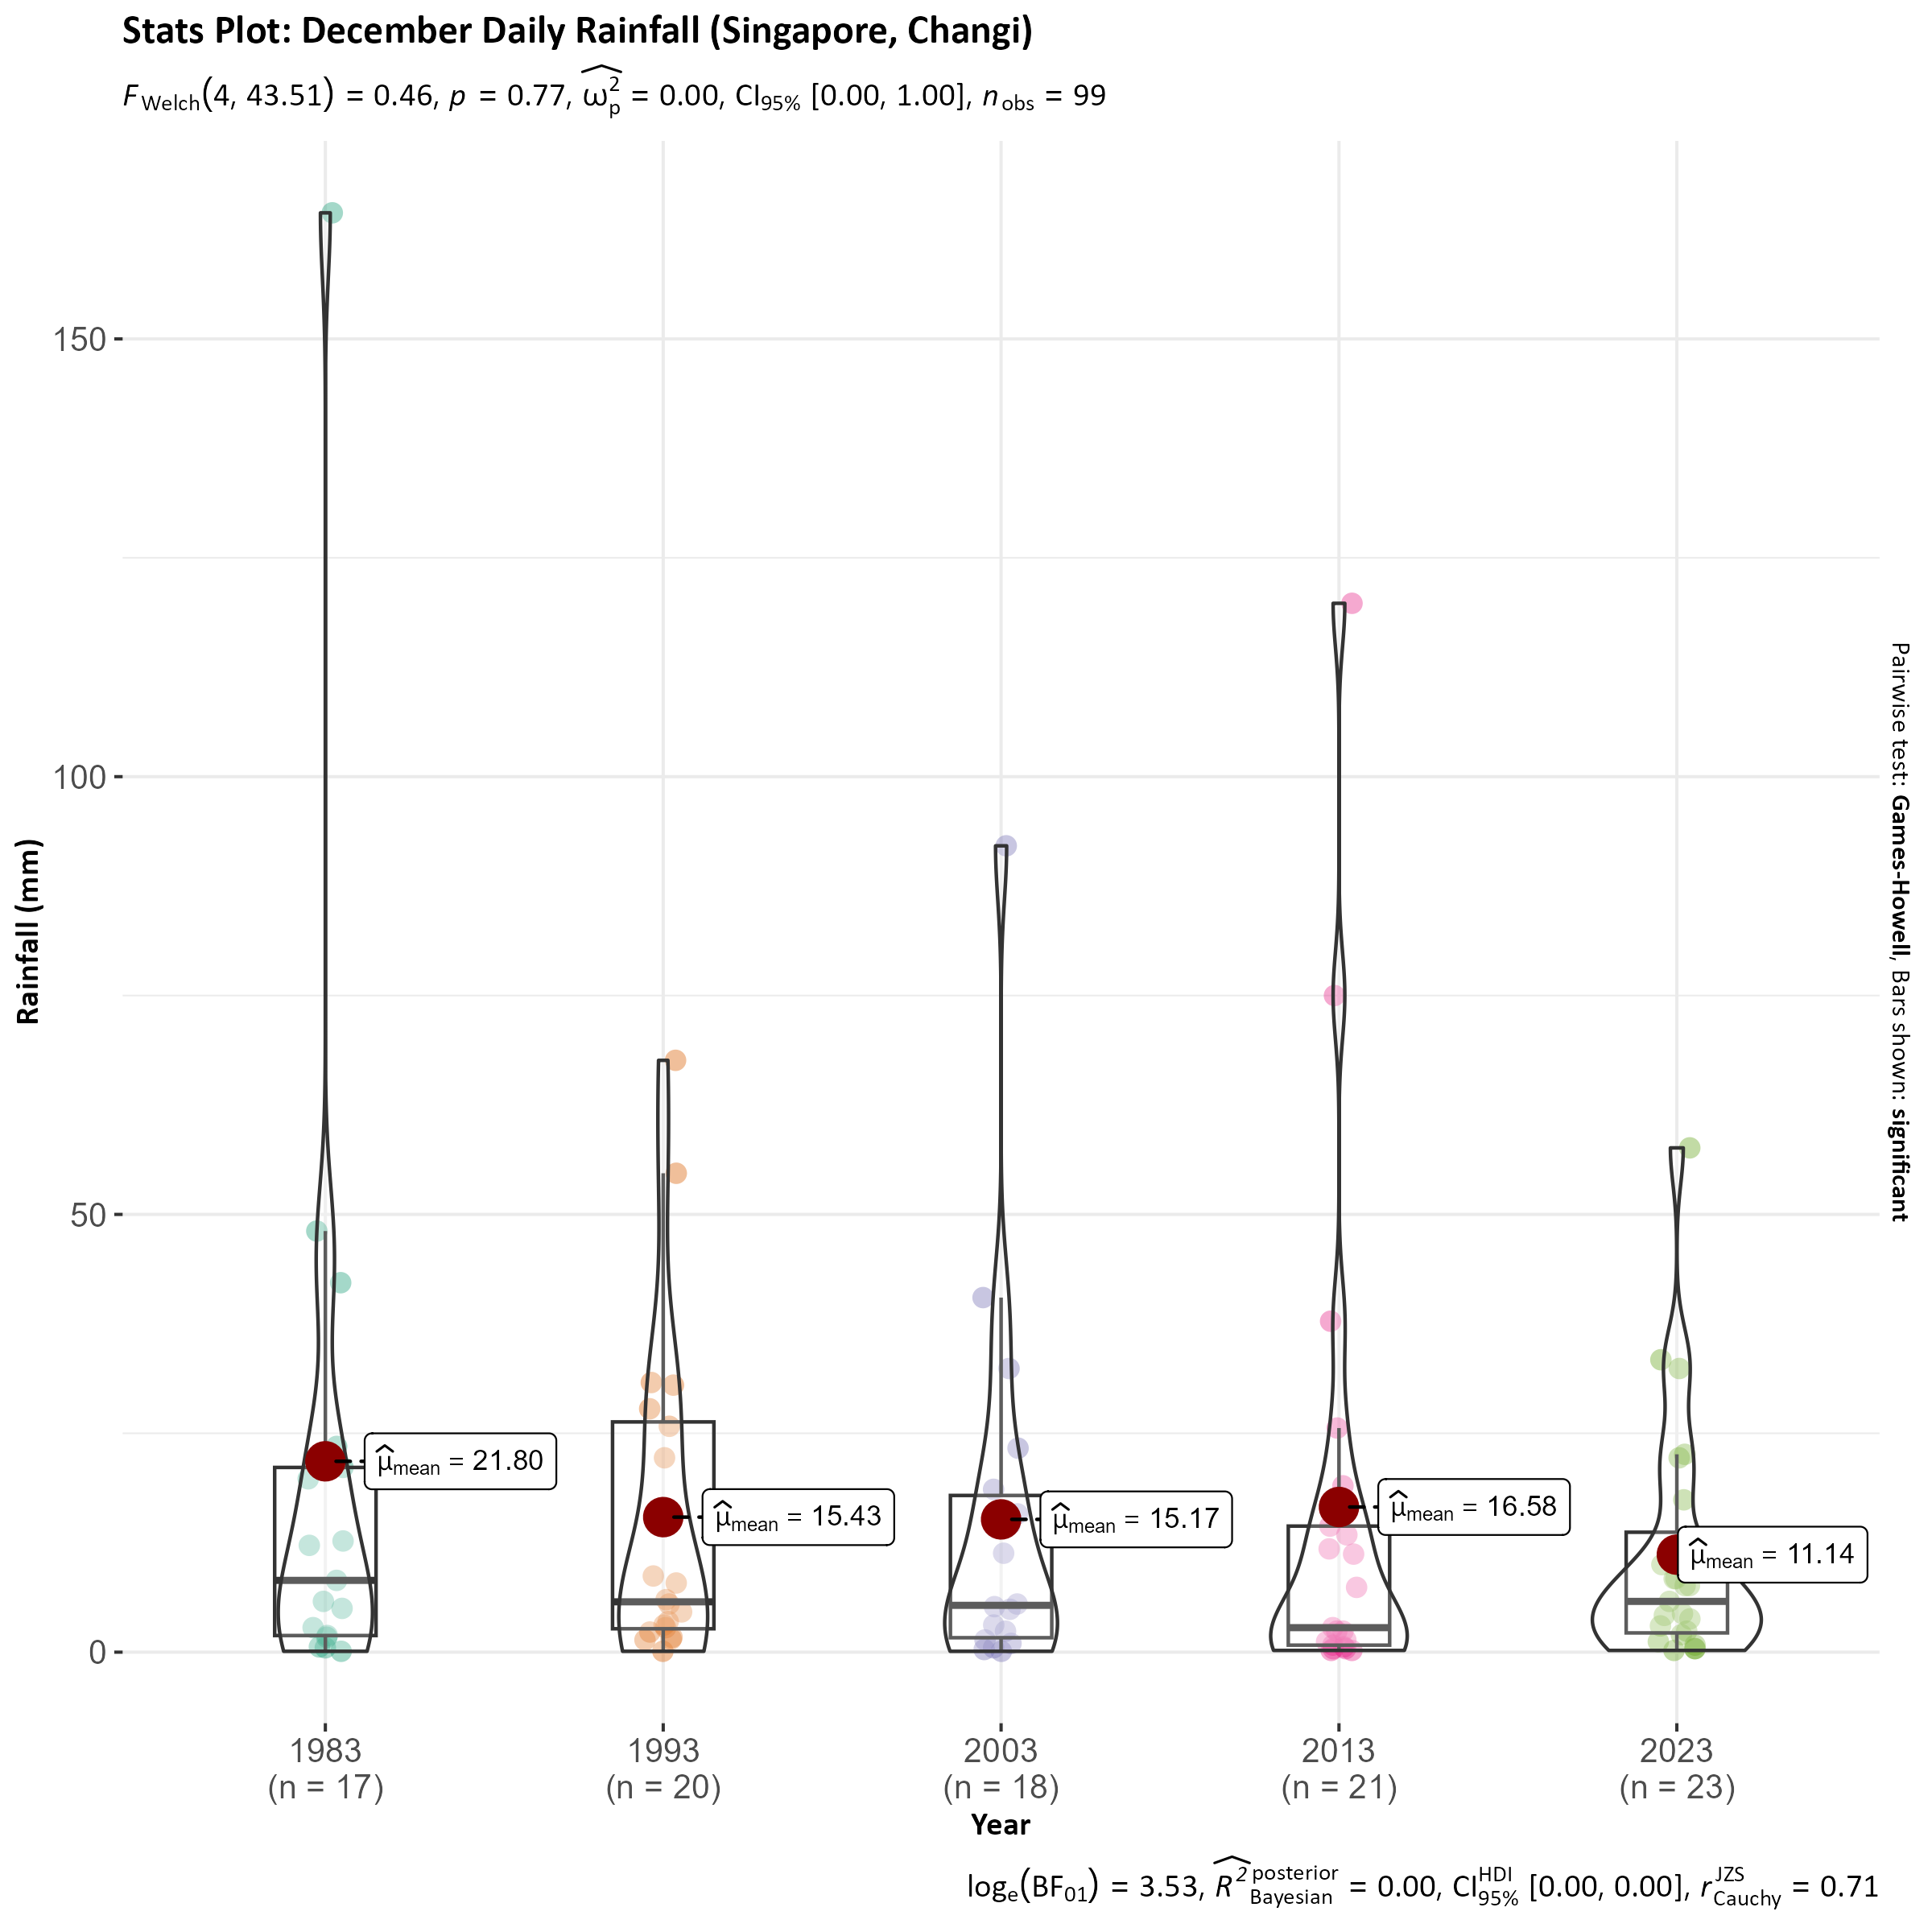 Stats Plot: December Daily Rainfall (Singapore, Changi)
F Welch(4, 43.51) = 0.46, p = 0.77, ω̂²p = 0.00, CI95% [0.00, 1.00], nobs = 99
Rainfall (mm)
150
100
50
0
μ̂mean = 21.80
μ̂mean = 15.43
μ̂mean = 15.17
μ̂mean = 16.58
μ̂mean = 11.14
Pairwise test: Games-Howell, Bars shown: significant
1983
(n = 17)
1993
(n = 20)
2003
(n = 18)
2013
(n = 21)
2023
(n = 23)
Year
loge(BF01) = 3.53, R̂² posterior Bayesian = 0.00, CI HDI 95% [0.00, 0.00], r JZS Cauchy = 0.71